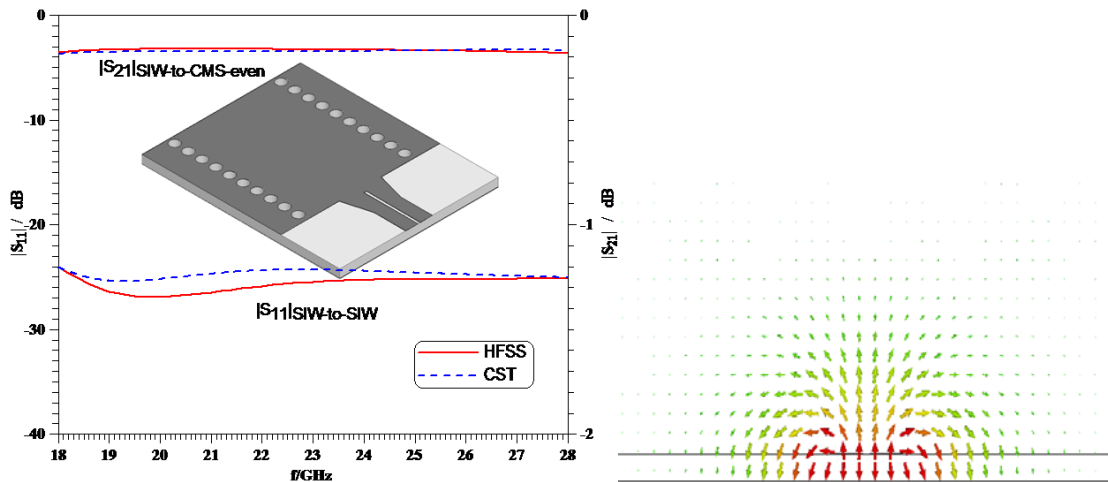 0
0
|S21|SIW-to-CMS-even
-10
|S11| / dB
-20
-1
|S21| / dB
|S11|SIW-to-SIW
-30
HFSS
CST
-40
-2
18 19 20 21 22 23 24 25 26 27 28
f/GHz